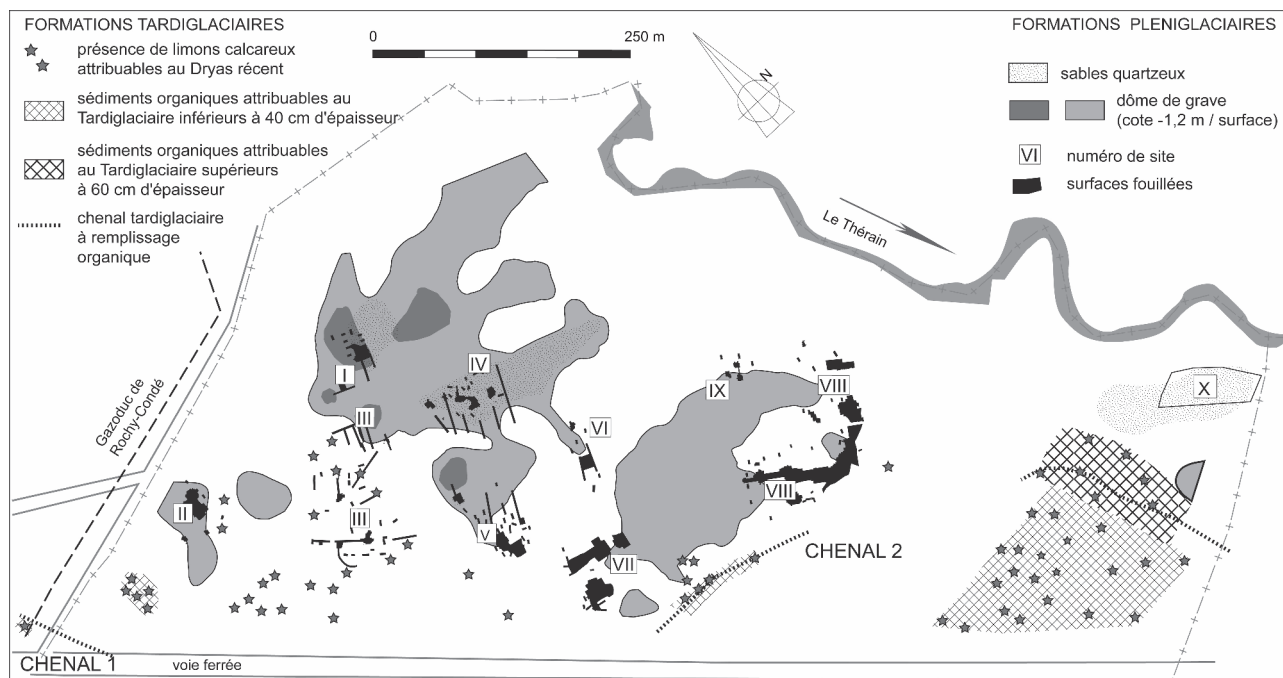 FORMATIONS TARDIGLACIAIRES
présence de limons calcareux
attribuables au Dryas récent
sédiments organiques attribuables au
Tardiglaciaire inférieurs à 40 cm d'épaisseur
sédiments organiques attribuables
au Tardiglaciaire supérieurs
à 60 cm d'épaisseur
chenal tardiglaciaire
à remplissage
organique
0
250 m
N
FORMATIONS PLENIGLACIAIRES
sables quartzeux
dôme de grave
(cote -1,2 m / surface)
VI
numéro de site
surfaces fouillées
Le Thérain
Gazoduc de
Rochy-Condé
I
IV
III
VI
IX
VIII
X
II
III
V
VIII
VII
CHENAL 2
CHENAL 1
voie ferrée